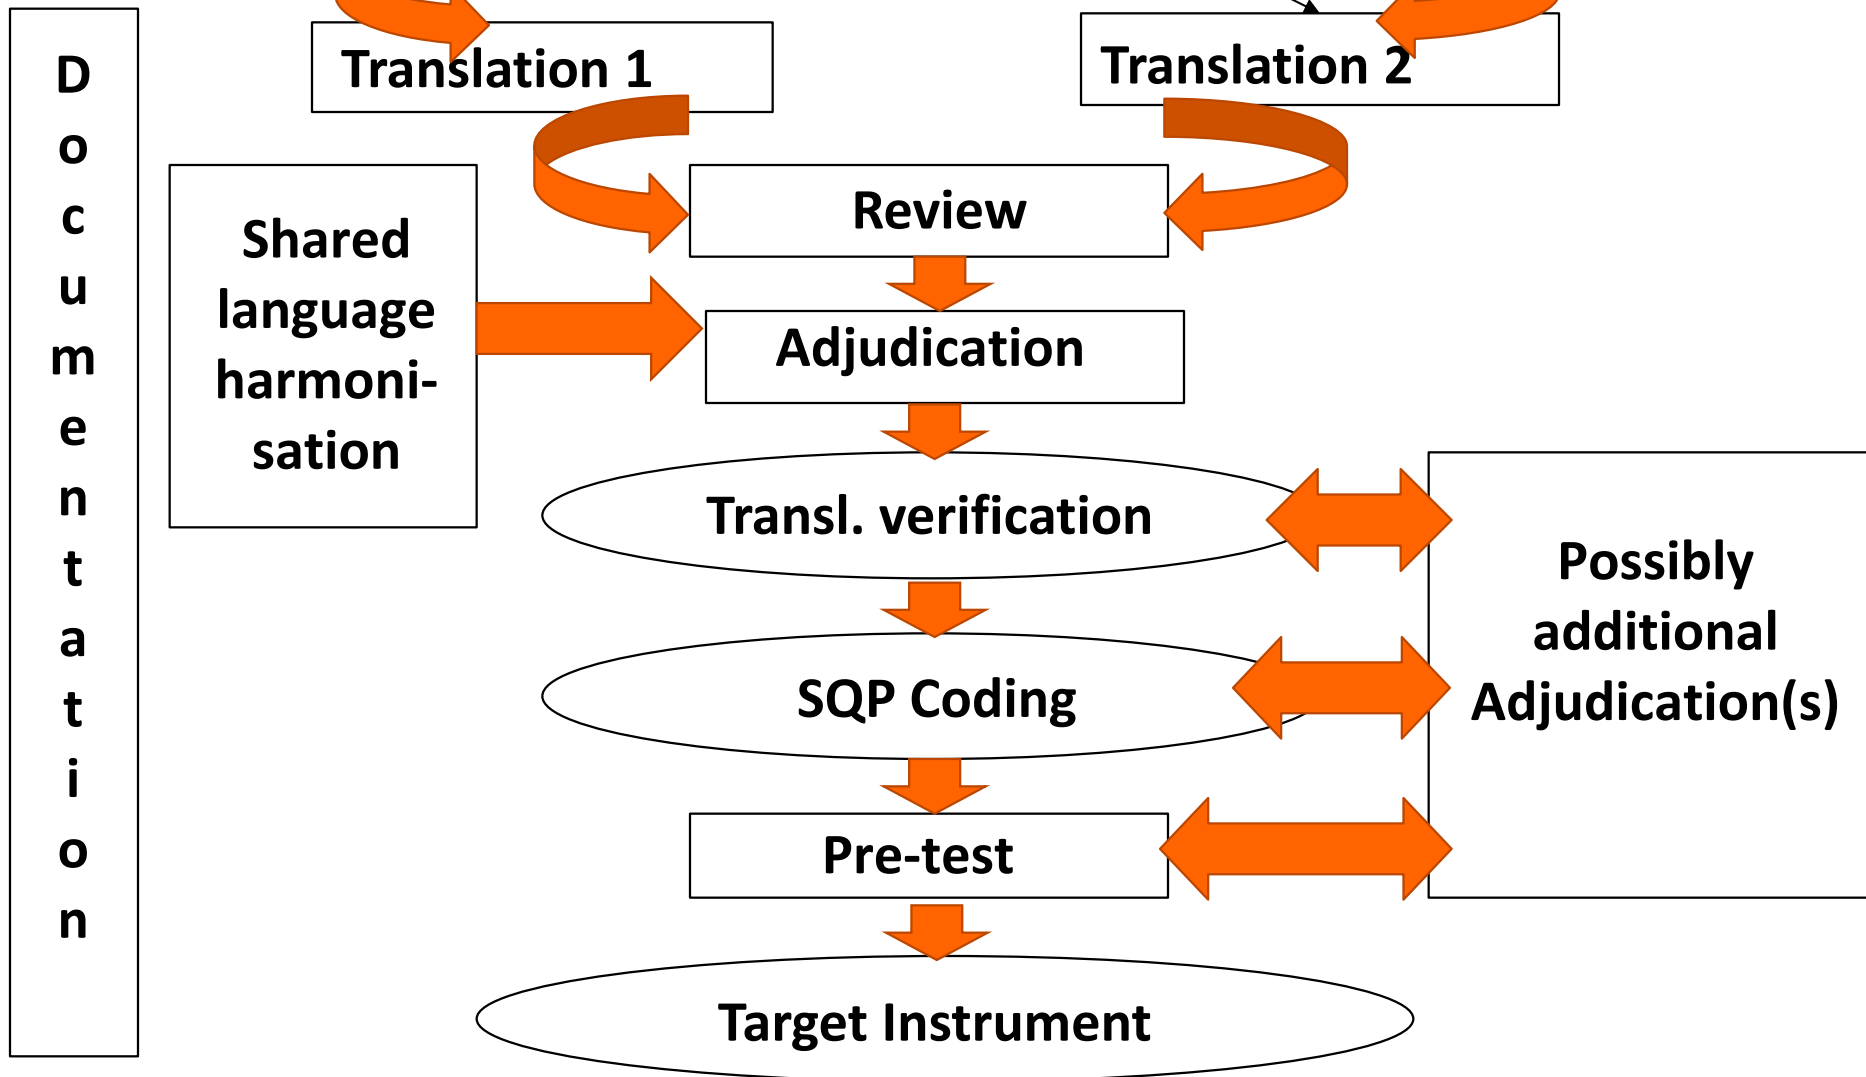 D
o
c
u
m
e
n
t
a
t
i
o
n
Translation 1
Translation 2
Review
Shared
language
harmoni-
sation
Adjudication
Transl. verification
Possibly
additional
Adjudication(s)
SQP Coding
Pre-test
Target Instrument